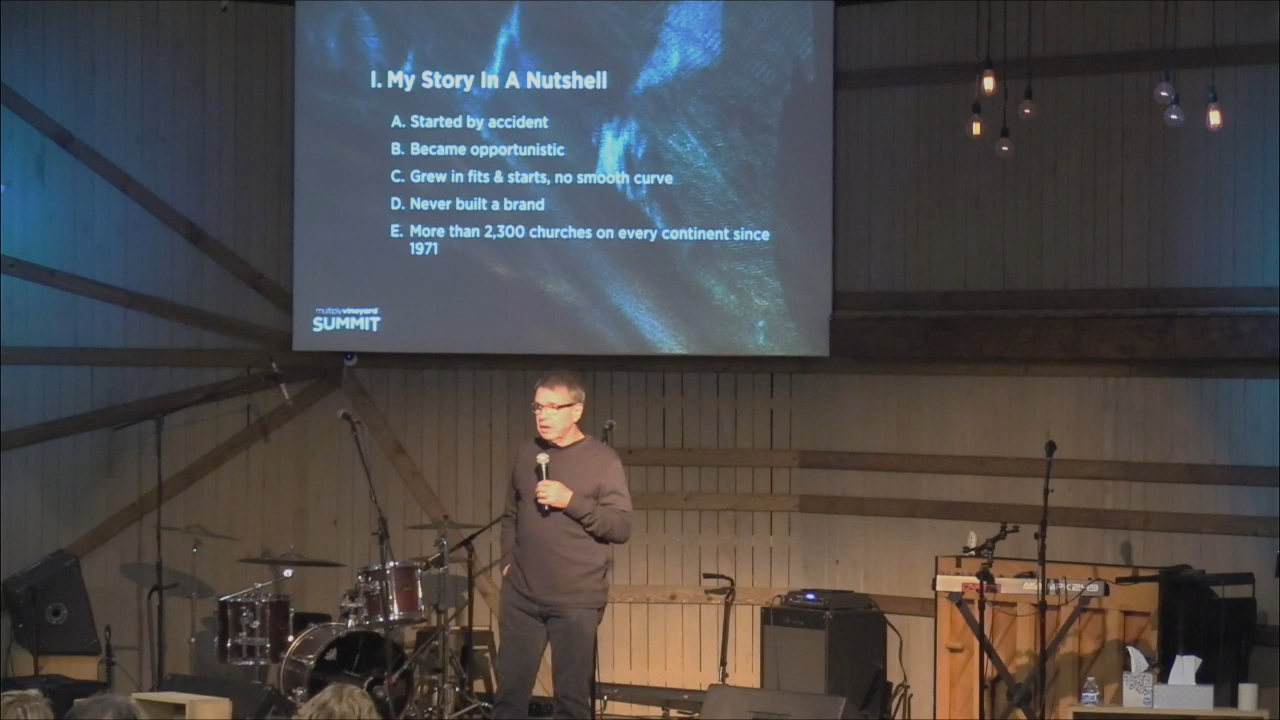 I. My Story In A Nutshell
A. Started by accident
B. Became opportunistic
C. Grew in fits & starts, no smooth curve
D. Never built a brand
E. More than 2,300 churches on every continent since
1971
multiplyvineyard
SUMMIT